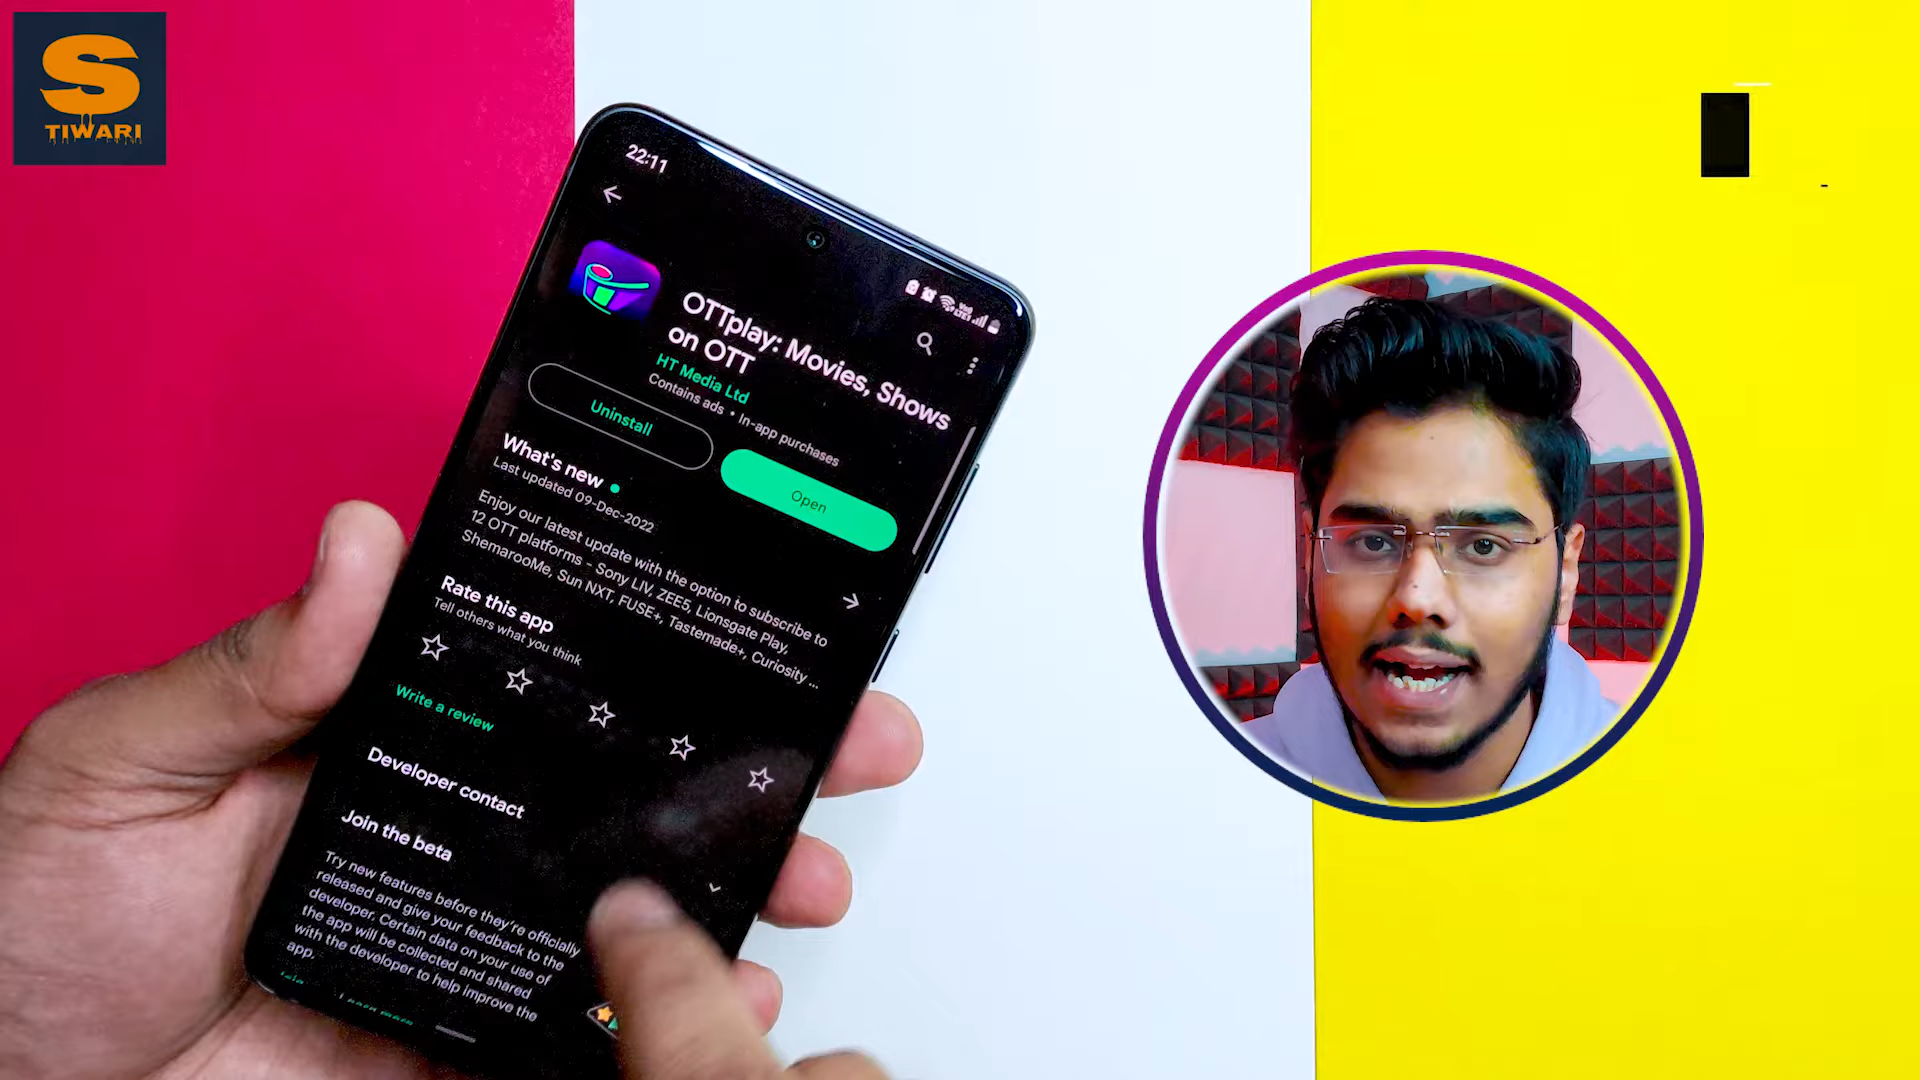 S
TIWARI
22:11
OTTplay: Movies, Shows
on OTT
HT Media Ltd
Contains ads • In-app purchases
Uninstall
Open
What's new
Last updated 09-Dec-2022
Enjoy our latest update with the option to subscribe to
12 OTT platforms - Sony LIV, ZEE5, Lionsgate Play,
ShemarooMe, Sun NXT, FUSE+, Tastemade+, Curiosity ...
Rate this app
Tell others what you think
Write a review
Developer contact
Join the beta
Try new features before they're officially
released and give your feedback to the
developer. Certain data on your use of
the app will be collected and shared
with the developer to help improve the
app.